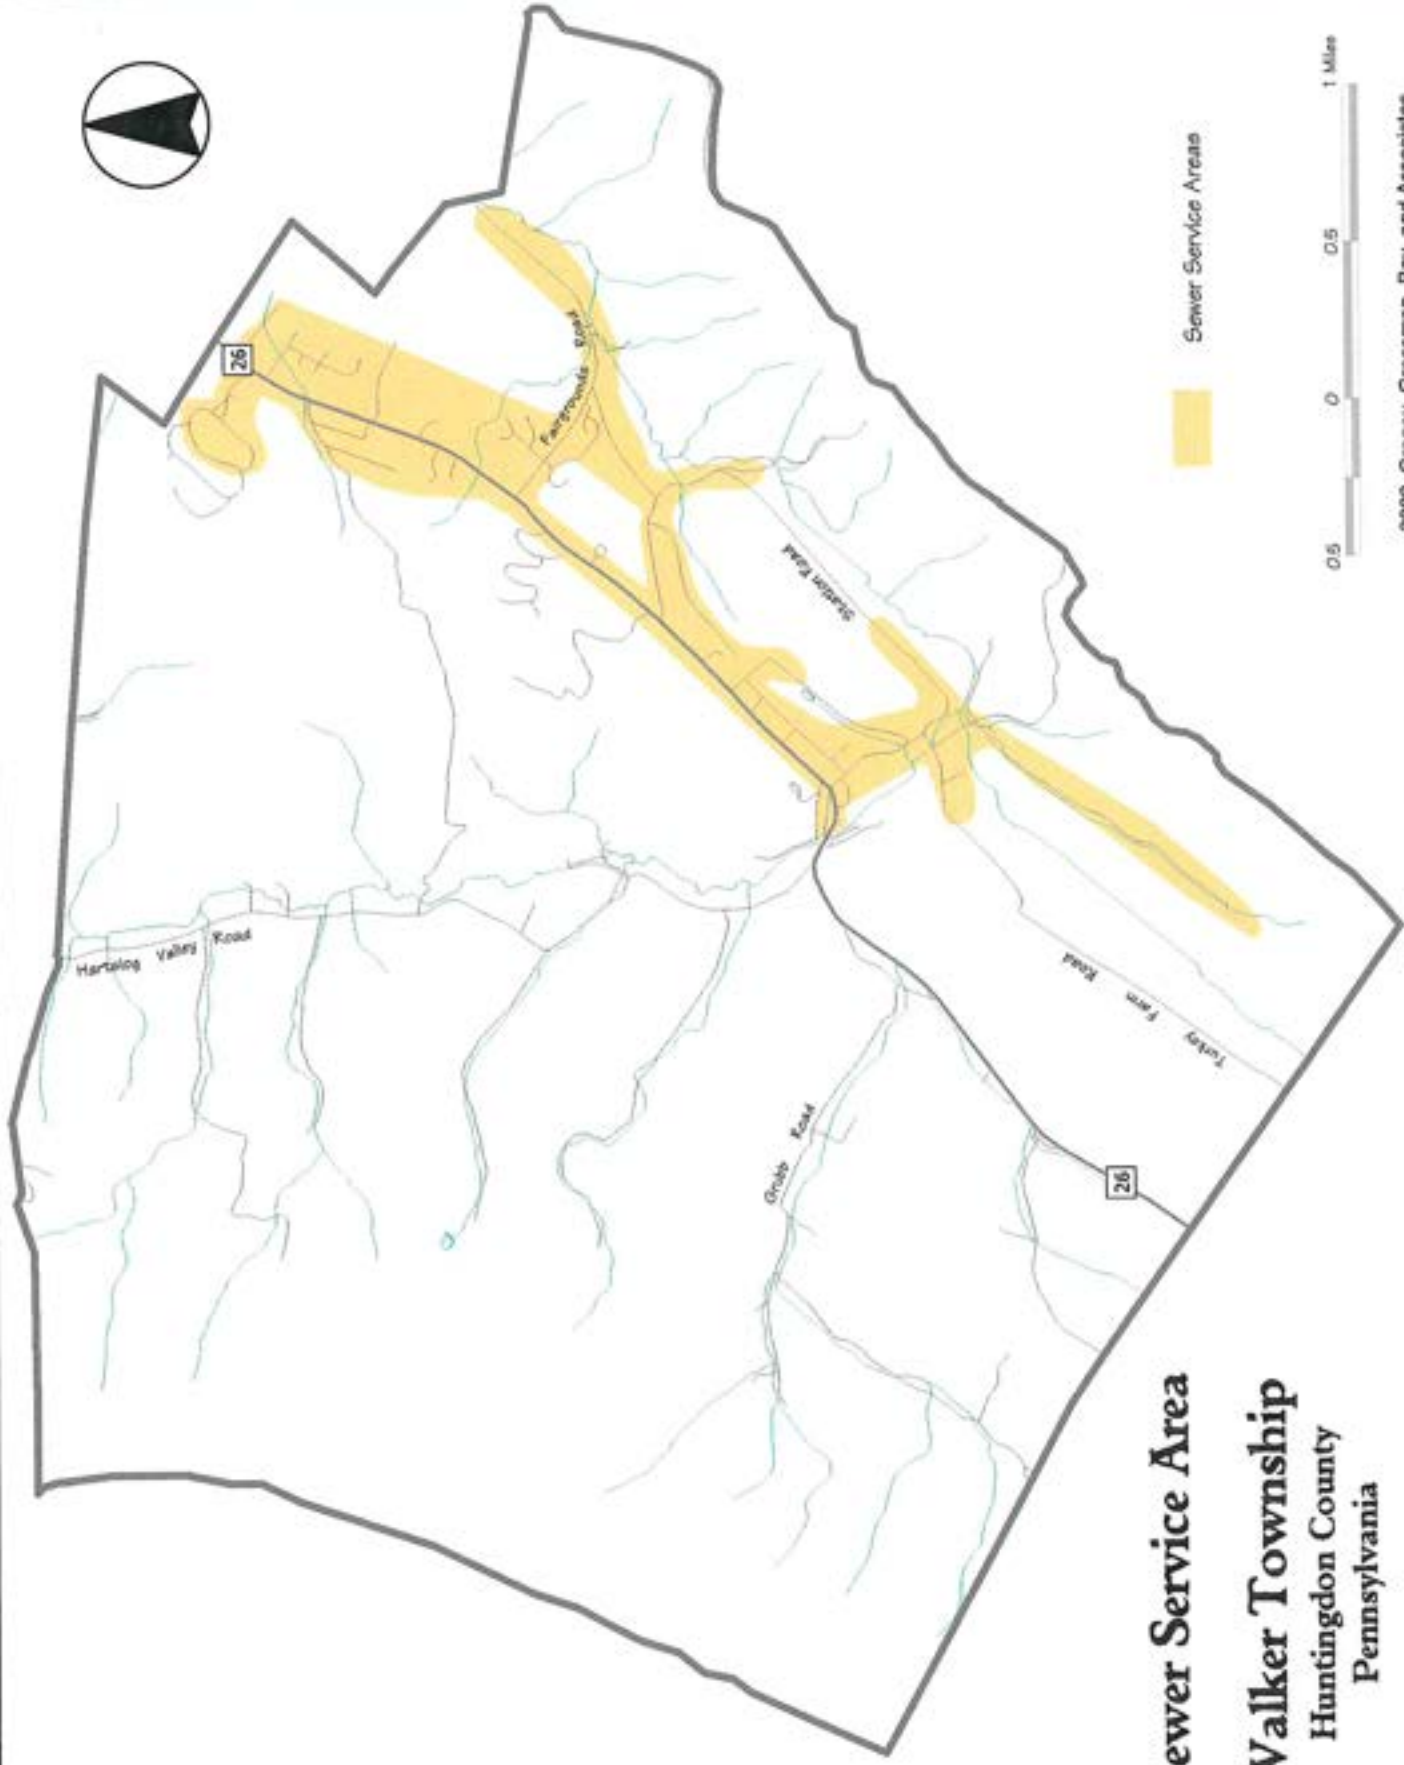 26
Fairgrounds Road
Hartslog Valley Road
Station Road
Turkey Farm Road
Grubb Road
26
ewer Service Area
Walker Township
Huntingdon County
Pennsylvania
Sewer Service Areas
0.5 0 0.5 1 Miles